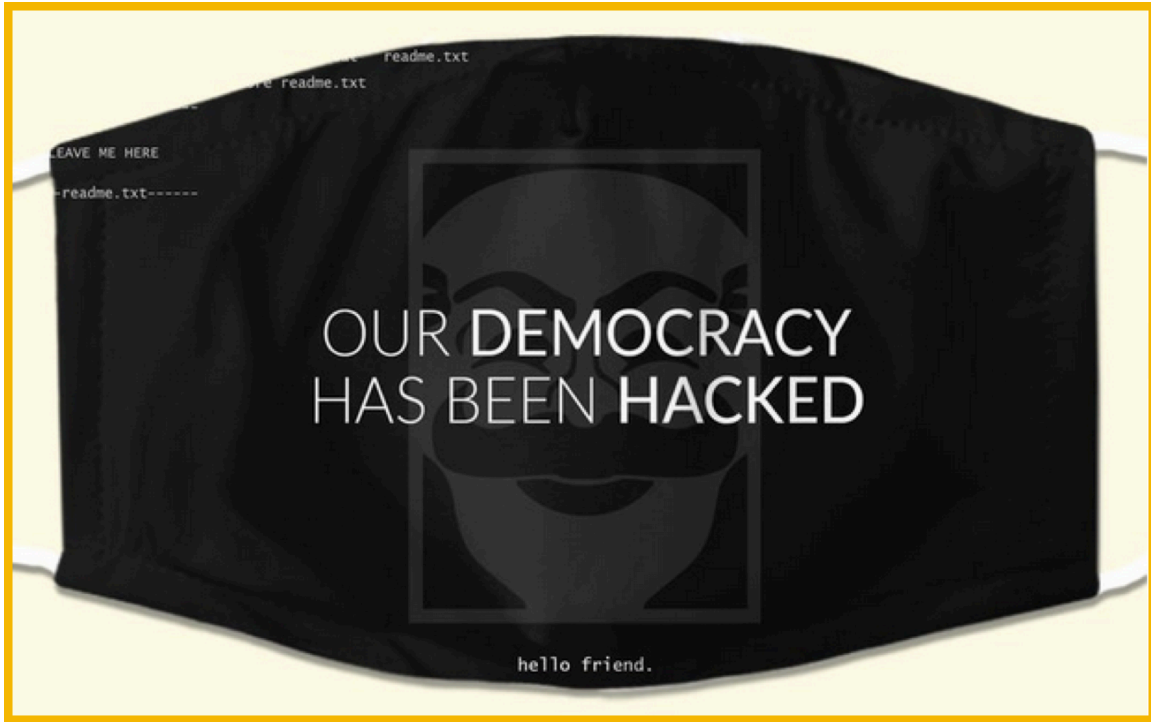 readme.txt
readme.txt
LEAVE ME HERE
-readme.txt------
OUR DEMOCRACY
HAS BEEN HACKED
hello friend.